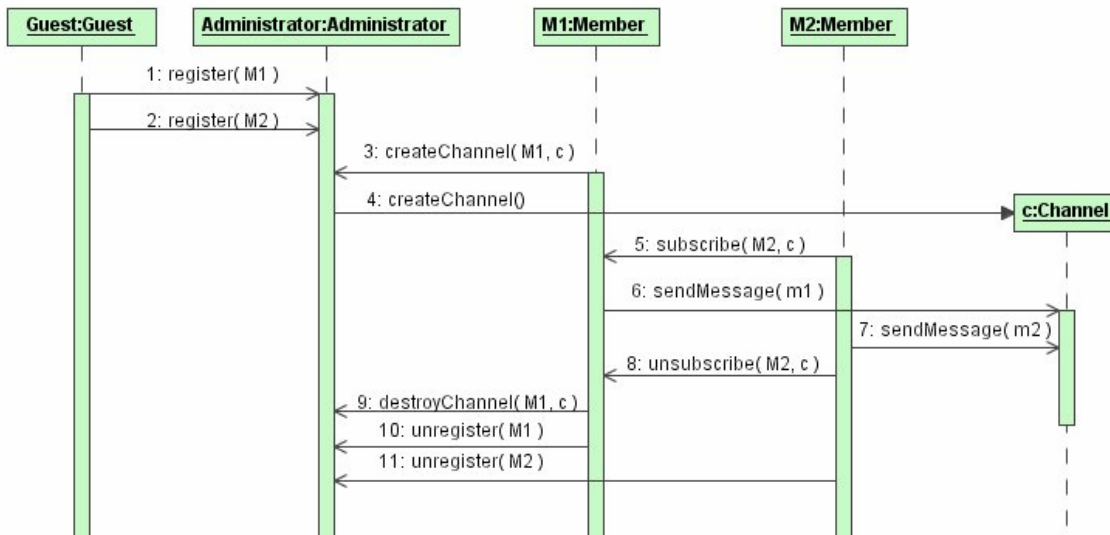 Guest:Guest
Administrator:Administrator
M1:Member
M2:Member
1: register( M1 )
2: register( M2 )
3: createChannel( M1, c )
4: createChannel()
c:Channel
5: subscribe( M2, c )
6: sendMessage( m1 )
7: sendMessage( m2 )
8: unsubscribe( M2, c )
9: destroyChannel( M1, c )
10: unregister( M1 )
11: unregister( M2 )